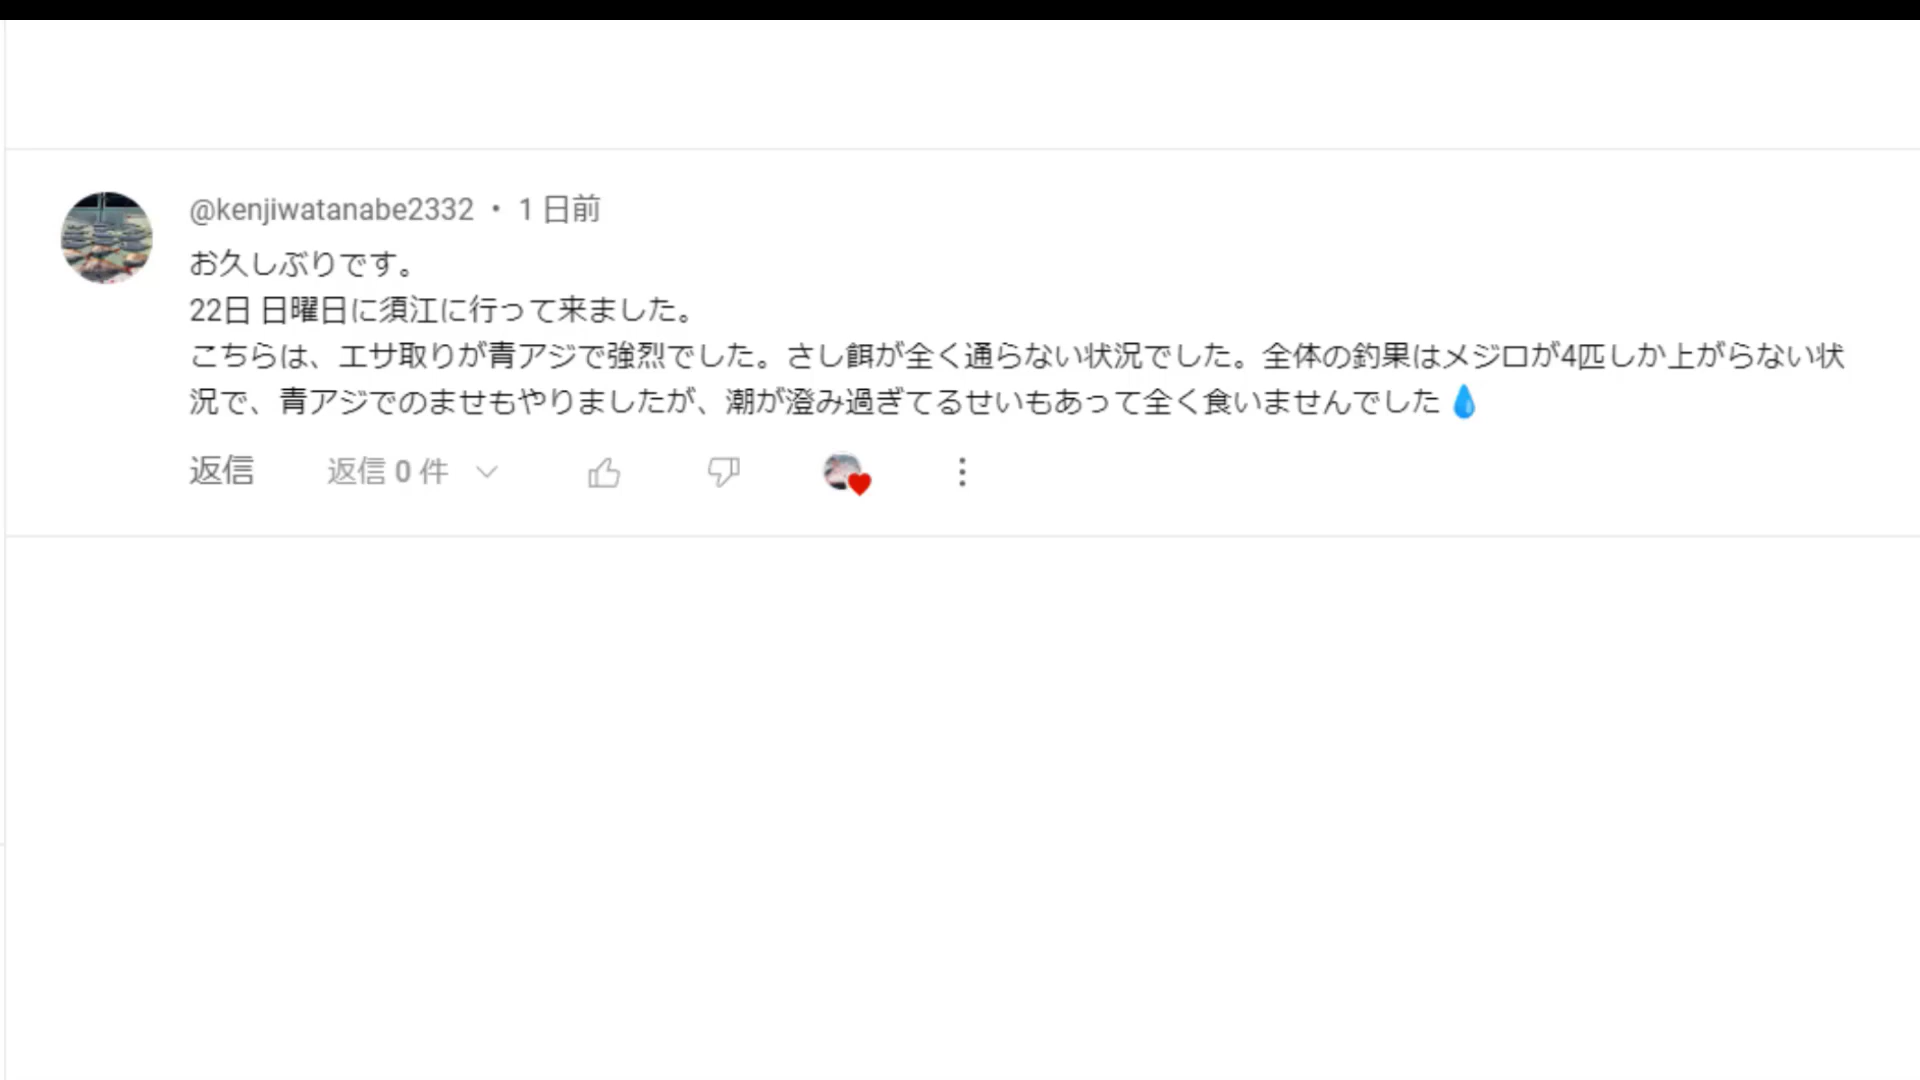 @kenjiwatanabe2332 • 1 日前
お久しぶりです。
22日 日曜日に須江に行って来ました。
こちらは、エサ取りが青アジで強烈でした。さし餌が全く通らない状況でした。全体の釣果はメジロが4匹しか上がらない状
況で、青アジでのませもやりましたが、潮が澄み過ぎてるせいもあって全く食いませんでした💧
返信 返信 0 件